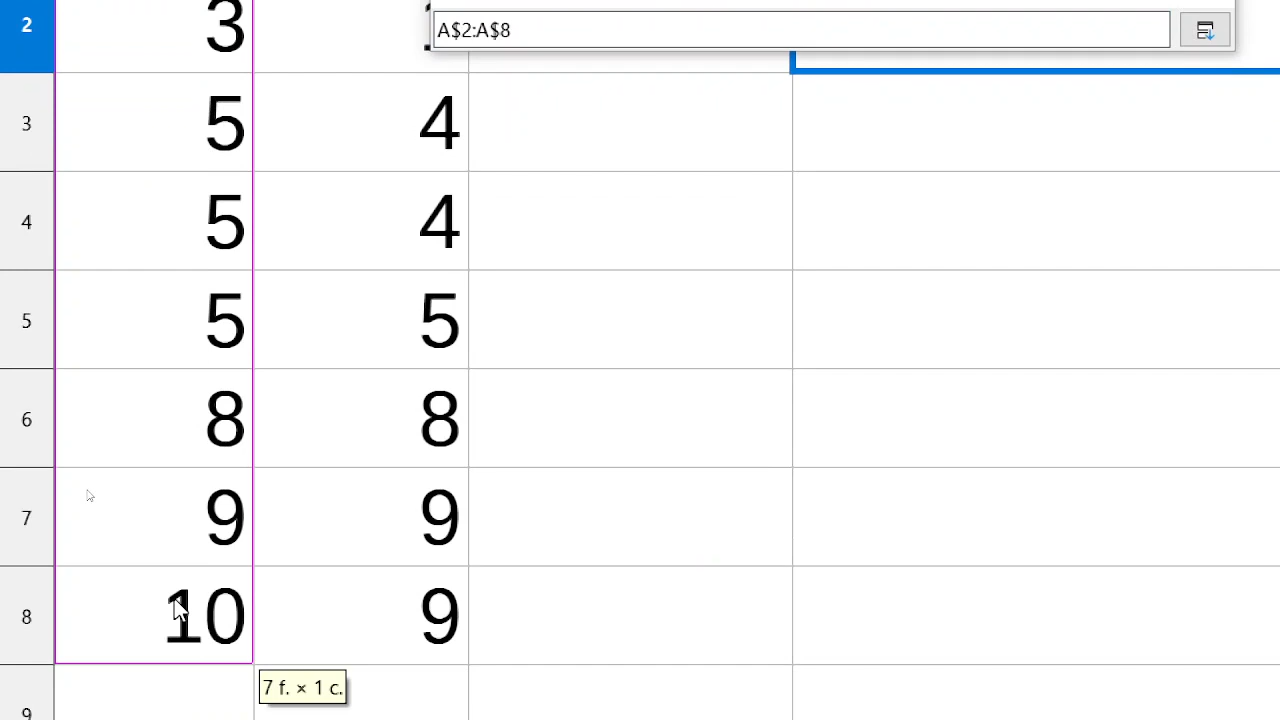 A$2:A$8
2 3
3 5 4
4 5 4
5 5 5
6 8 8
7 9 9
8 10 9
7 f. × 1 c.
9